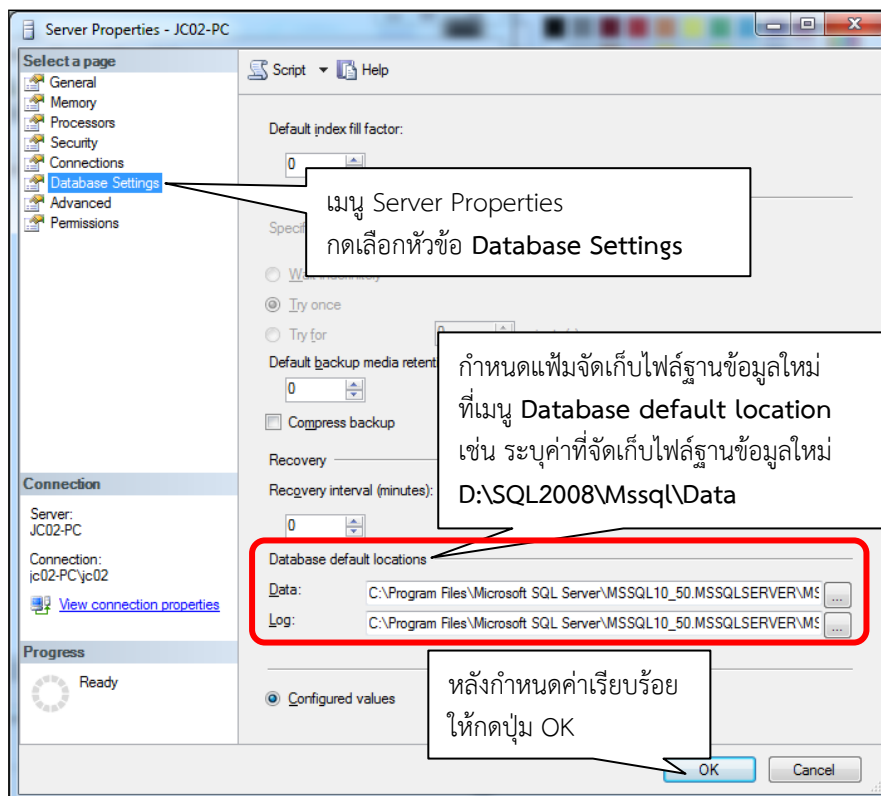 Server Properties - JC02-PC
Select a page
General
Memory
Processors
Security
Connections
Database Settings
Advanced
Permissions
Script
Help
Default index fill factor:
0
เมนู Server Properties
กดเลือกหัวข้อ Database Settings
Try once
Try for
Default backup media retent
0
Compress backup
กำหนดแฟ้มจัดเก็บไฟล์ฐานข้อมูลใหม่
ที่เมนู Database default location
เช่น ระบุค่าที่จัดเก็บไฟล์ฐานข้อมูลใหม่
D:\SQL2008\Mssql\Data
Recovery
Recovery interval (minutes):
0
Database default locations
Data:
C:\Program Files\Microsoft SQL Server\MSSQL10_50.MSSQLSERVER\MS
...
Log:
C:\Program Files\Microsoft SQL Server\MSSQL10_50.MSSQLSERVER\MS
...
Connection
Server:
JC02-PC
Connection:
jc02-PC\jc02
View connection properties
Progress
Ready
Configured values
หลังกำหนดค่าเรียบร้อย
ให้กดปุ่ม OK
OK
Cancel